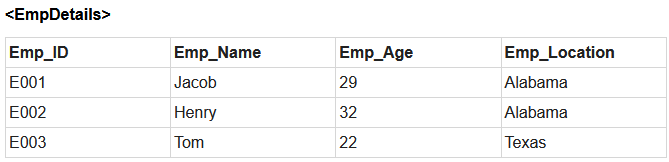 <EmpDetails>
Emp_ID Emp_Name Emp_Age Emp_Location
E001 Jacob 29 Alabama
E002 Henry 32 Alabama
E003 Tom 22 Texas